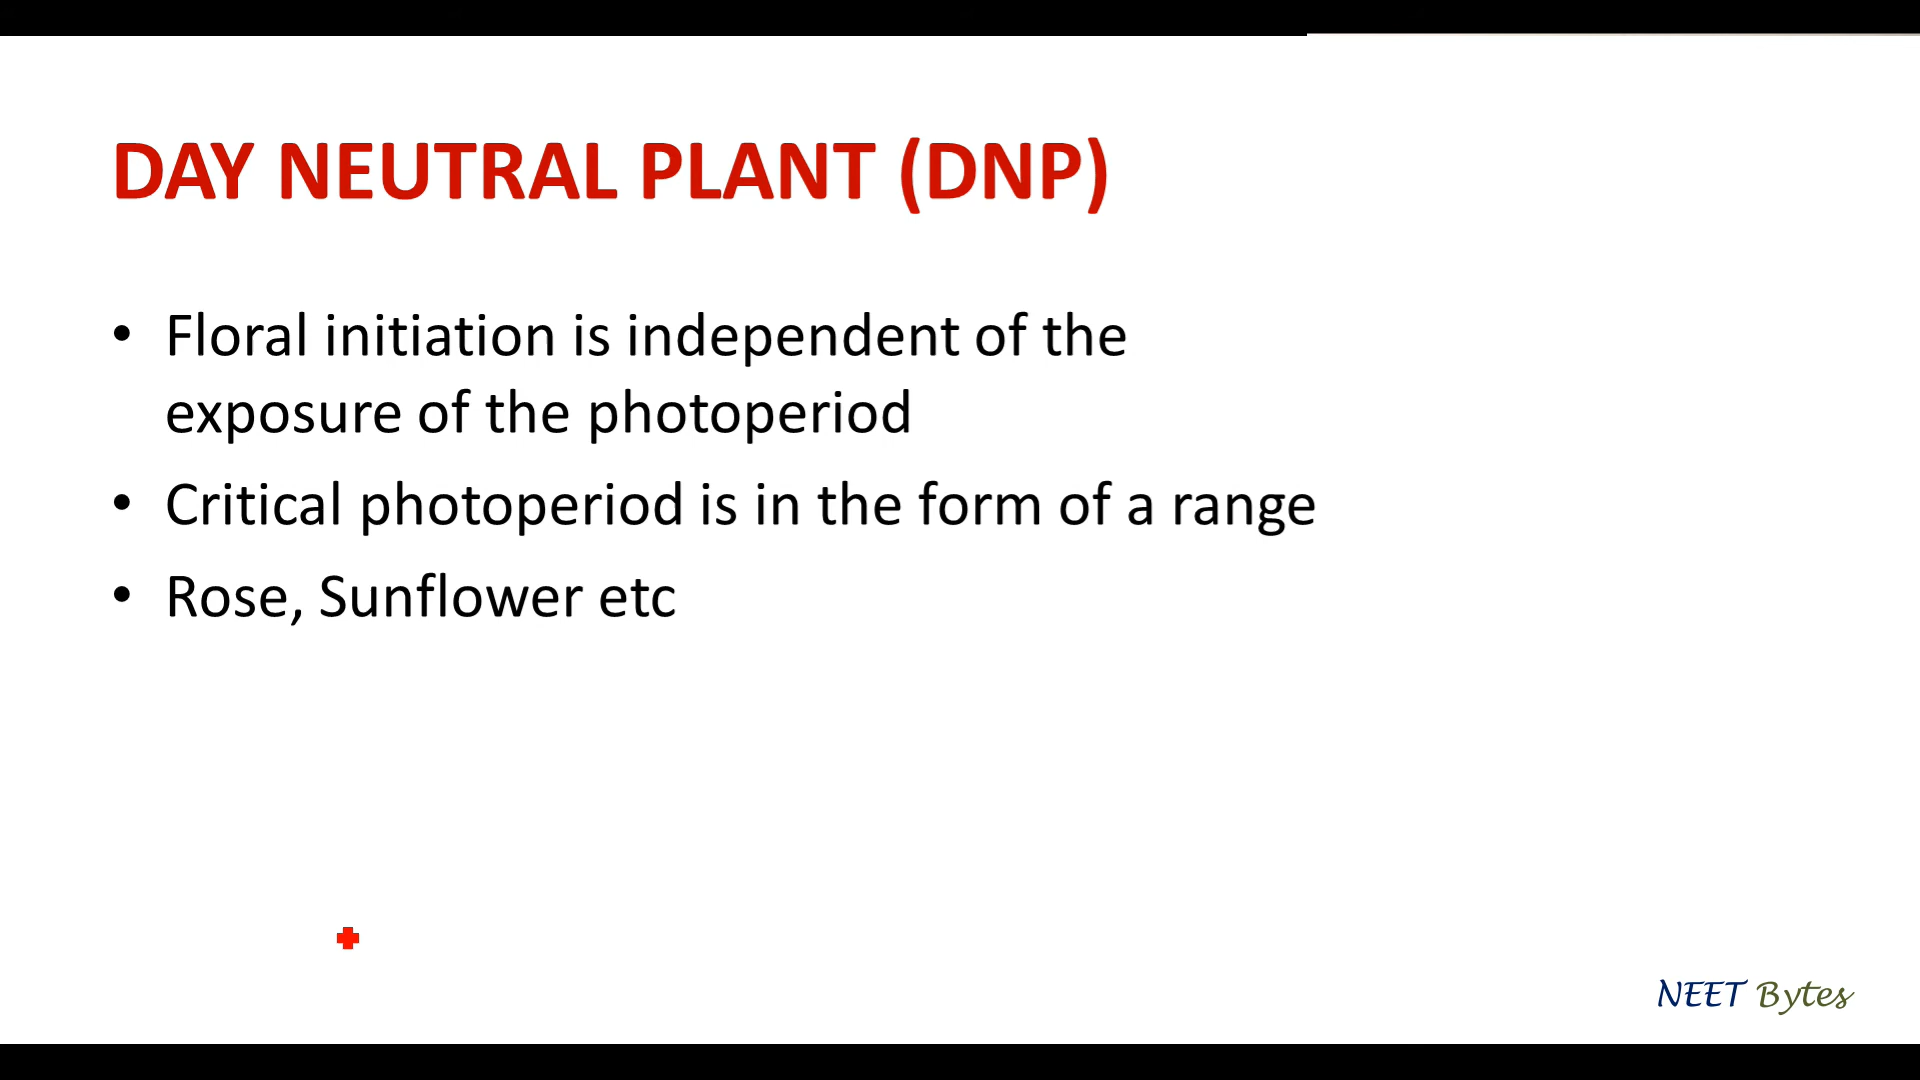 DAY NEUTRAL PLANT (DNP)
• Floral initiation is independent of the
exposure of the photoperiod
• Critical photoperiod is in the form of a range
• Rose, Sunflower etc
NEET Bytes